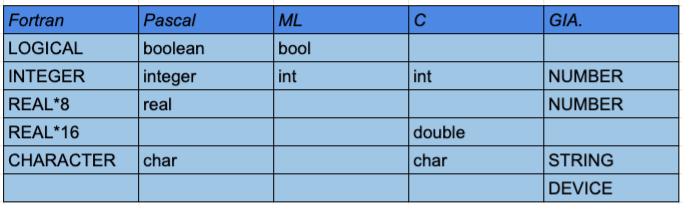 Fortran Pascal ML C GIA.
LOGICAL boolean bool
INTEGER integer int int NUMBER
REAL*8 real NUMBER
REAL*16 double
CHARACTER char char STRING
DEVICE